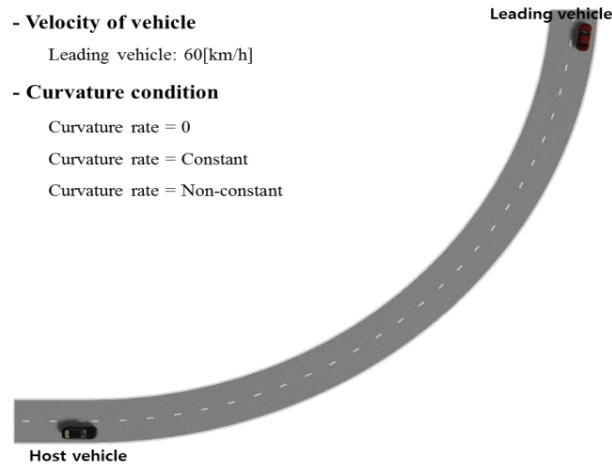 - Velocity of vehicle
Leading vehicle
Leading vehicle: 60[km/h]
- Curvature condition
Curvature rate = 0
Curvature rate = Constant
Curvature rate = Non-constant
Host vehicle